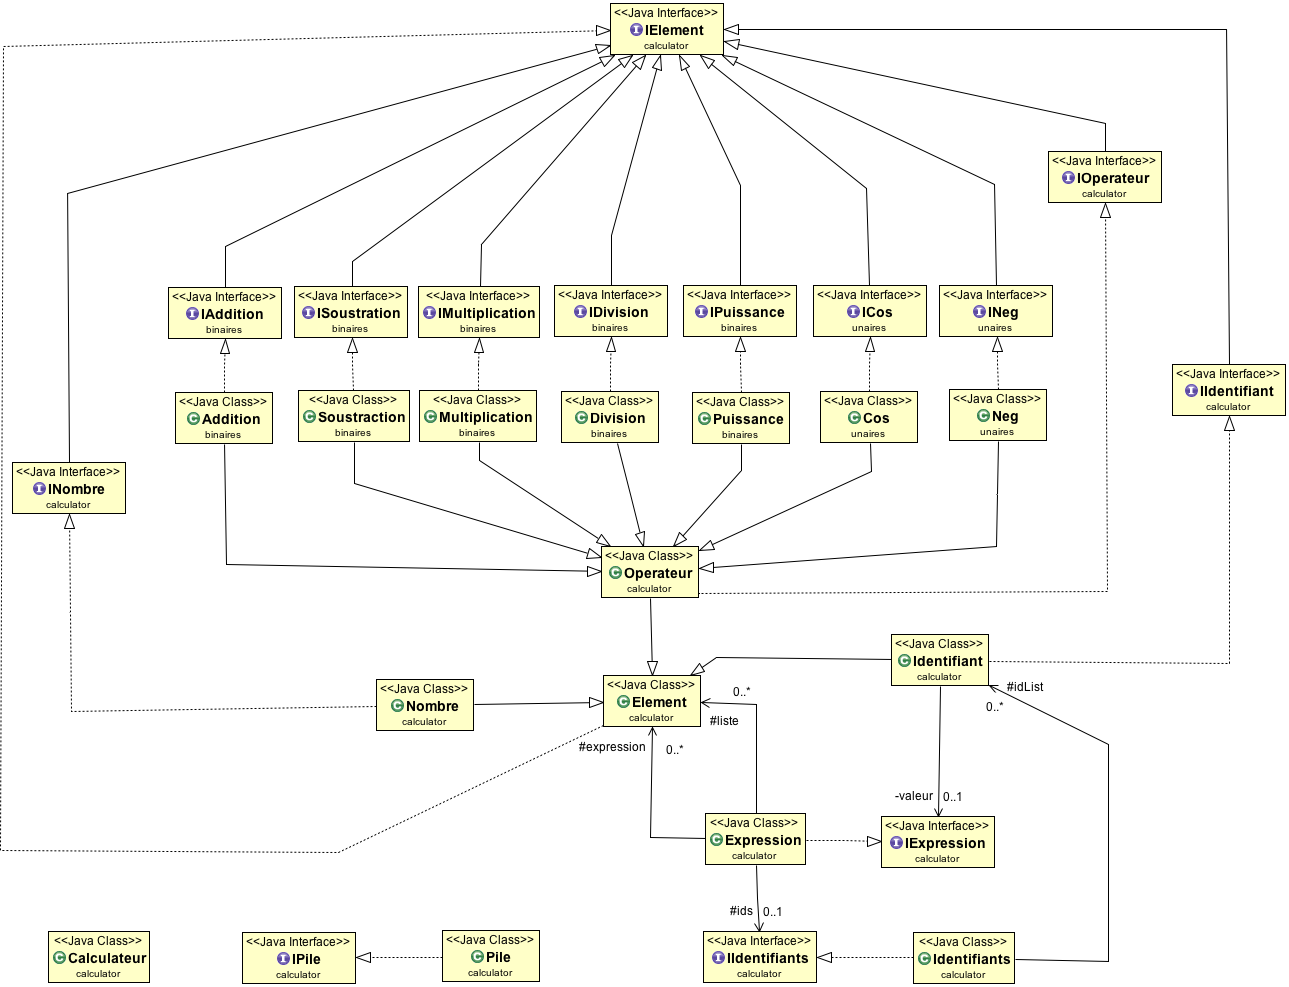 <<Java Interface>>
IElement
calculator
<<Java Interface>>
IOperateur
calculator
<<Java Interface>>
IAddition
binaires
<<Java Interface>>
ISoustration
binaires
<<Java Interface>>
IMultiplication
binaires
<<Java Interface>>
IDivision
binaires
<<Java Interface>>
IPuissance
binaires
<<Java Interface>>
ICos
unaires
<<Java Interface>>
INeg
unaires
<<Java Interface>>
IIdentifiant
calculator
<<Java Class>>
Addition
binaires
<<Java Class>>
Soustraction
binaires
<<Java Class>>
Multiplication
binaires
<<Java Class>>
Division
binaires
<<Java Class>>
Puissance
binaires
<<Java Class>>
Cos
unaires
<<Java Class>>
Neg
unaires
<<Java Interface>>
INombre
calculator
<<Java Class>>
Operateur
calculator
<<Java Class>>
Identifiant
calculator
<<Java Class>>
Nombre
calculator
<<Java Class>>
Element
calculator
0..*
#liste
#idList
0..*
#expression
0..*
-valeur
0..1
<<Java Class>>
Expression
calculator
<<Java Interface>>
IExpression
calculator
#ids
0..1
<<Java Class>>
Calculateur
calculator
<<Java Interface>>
IPile
calculator
<<Java Class>>
Pile
calculator
<<Java Interface>>
IIdentifiants
calculator
<<Java Class>>
Identifiants
calculator